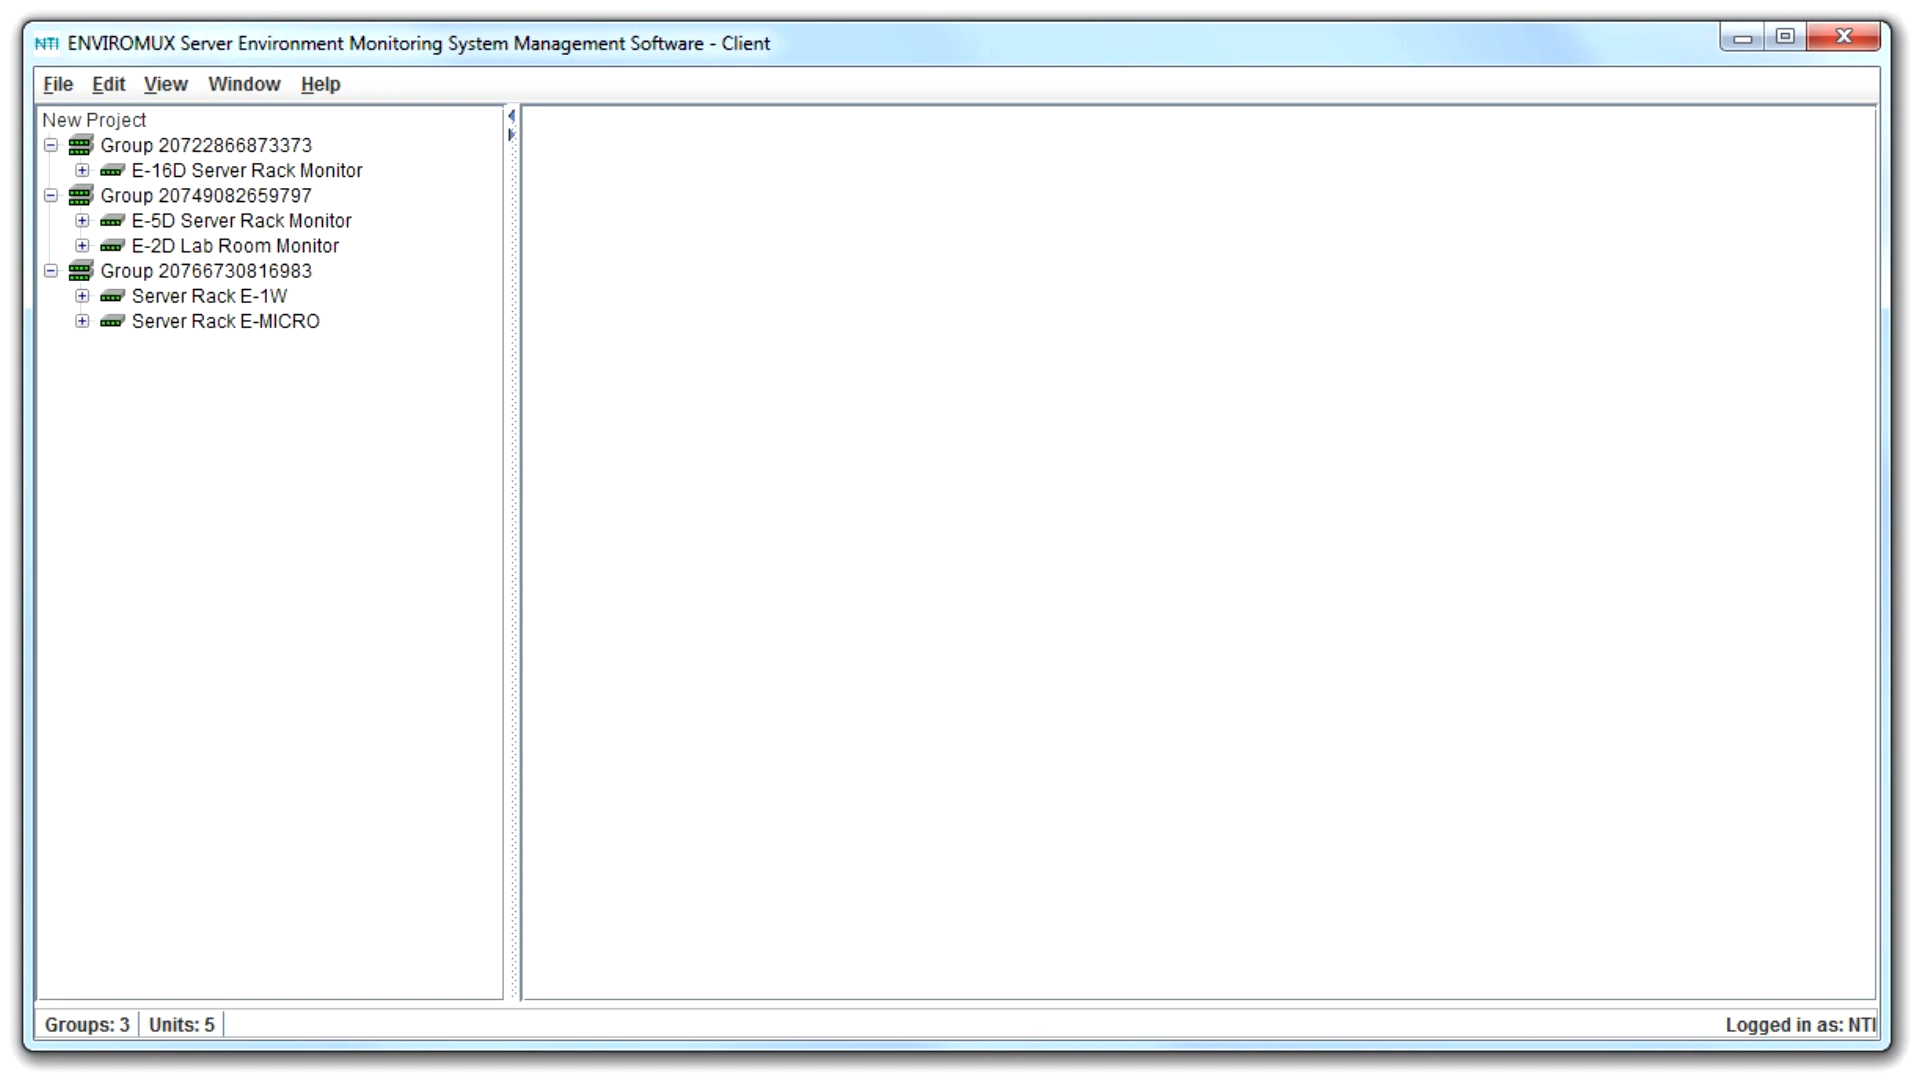 NTI ENVIROMUX Server Environment Monitoring System Management Software - Client
File Edit View Window Help
New Project
Group 20722866873373
E-16D Server Rack Monitor
Group 20749082659797
E-5D Server Rack Monitor
E-2D Lab Room Monitor
Group 20766730816983
Server Rack E-1W
Server Rack E-MICRO
Groups: 3 Units: 5 Logged in as: NTI